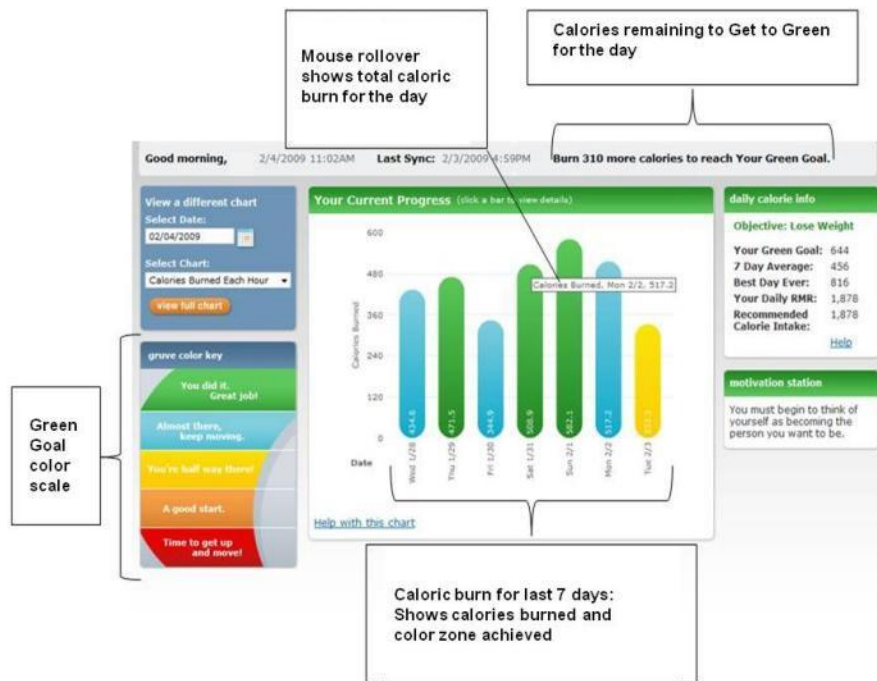 Mouse rollover
shows total caloric
burn for the day
Calories remaining to Get to Green
for the day
Good morning, 2/4/2009 11:02AM Last Sync: 2/3/2009 4:59PM Burn 310 more calories to reach Your Green Goal.
View a different chart
Select Date:
02/04/2009
Select Chart:
Calories Burned Each Hour
view full chart
gruve color key
You did it.
Great job!
Almost there,
keep moving.
You're half way there!
A good start.
Time to get up
and move!
Green
Goal
color
scale
Your Current Progress (click a bar to view details)
600
480
360
240
120
0
Calories Burned
Calories Burned, Mon 2/2, 517.2
434.6
471.5
344.9
508.9
582.1
517.2
Date
Wed 1/28
Thu 1/29
Fri 1/30
Sat 1/31
Sun 2/1
Mon 2/2
Tue 2/3
Help with this chart
daily calorie info
Objective: Lose Weight
Your Green Goal: 644
7 Day Average: 456
Best Day Ever: 816
Your Daily RMR: 1,878
Recommended 1,878
Calorie Intake:
Help
motivation station
You must begin to think of
yourself as becoming the
person you want to be.
Caloric burn for last 7 days:
Shows calories burned and
color zone achieved